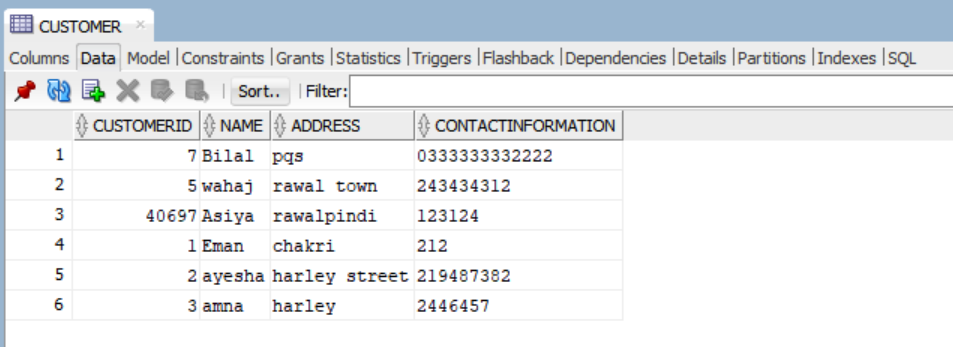 CUSTOMER
Columns Data Model Constraints Grants Statistics Triggers Flashback Dependencies Details Partitions Indexes SQL
Sort.. Filter:
CUSTOMERID NAME ADDRESS CONTACTINFORMATION
1 7 Bilal pqs 0333333332222
2 5 wahaj rawal town 243434312
3 40697 Asiya rawalpindi 123124
4 1 Eman chakri 212
5 2 ayesha harley street 219487382
6 3 amna harley 2446457